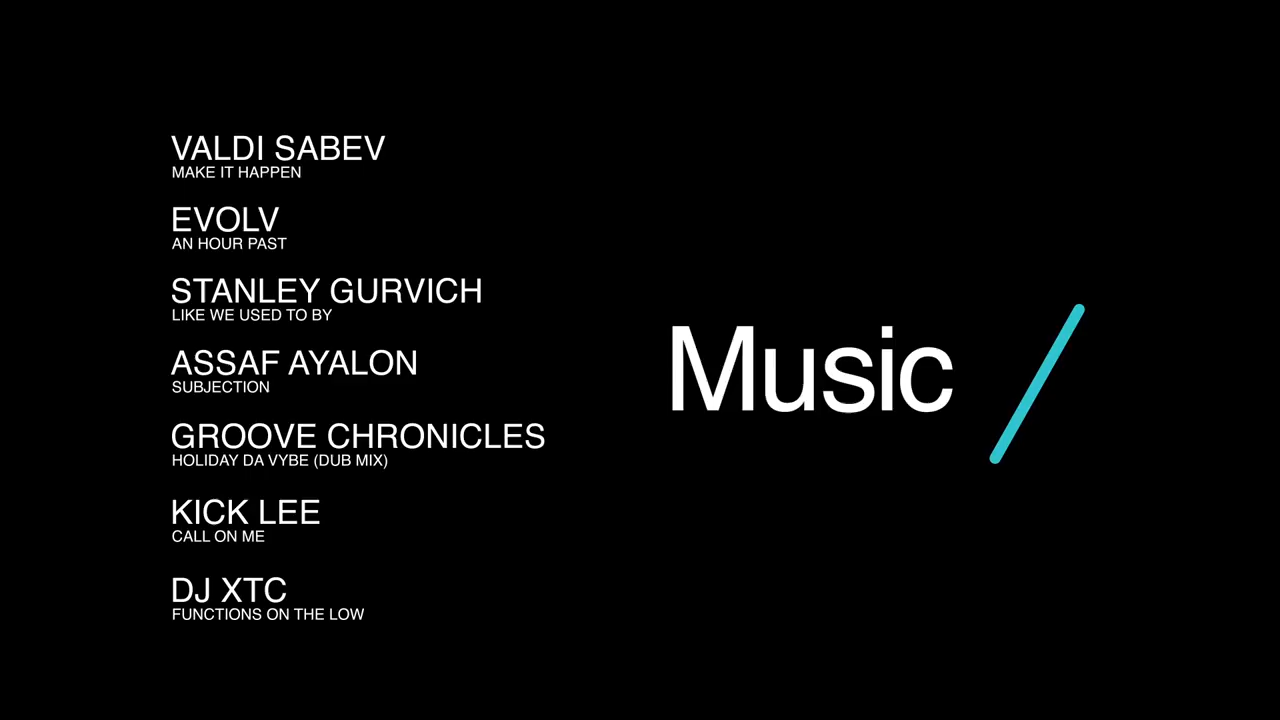 VALDI SABEV
MAKE IT HAPPEN
EVOLV
AN HOUR PAST
STANLEY GURVICH
LIKE WE USED TO BY
ASSAF AYALON
SUBJECTION
GROOVE CHRONICLES
HOLIDAY DA VYBE (DUB MIX)
KICK LEE
CALL ON ME
DJ XTC
FUNCTIONS ON THE LOW
Music /